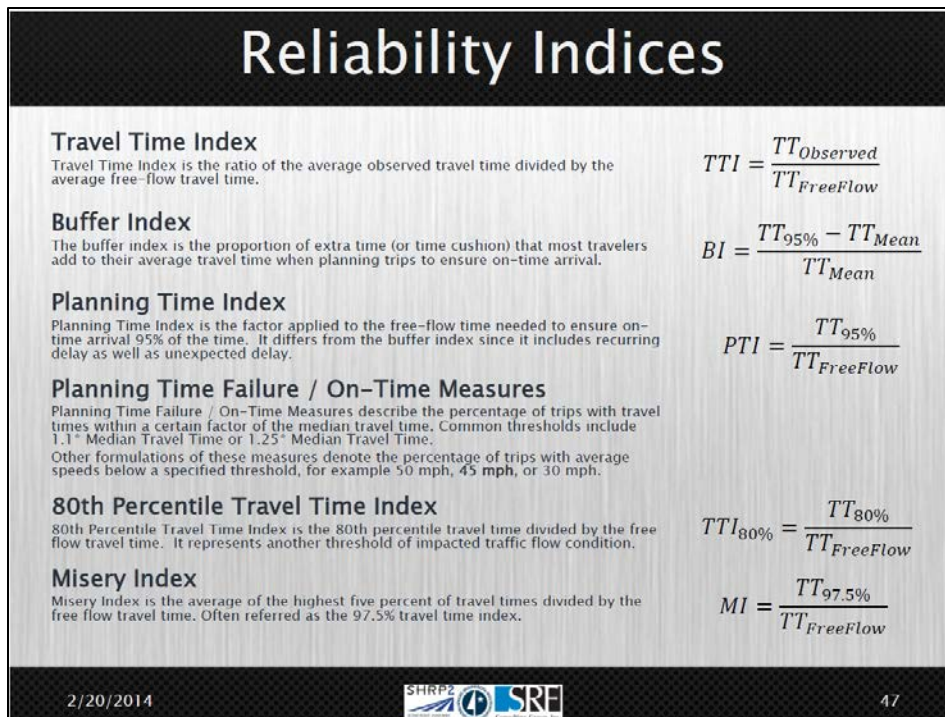 Reliability Indices
Travel Time Index
Travel Time Index is the ratio of the average observed travel time divided by the
average free-flow travel time.
TTI = TT_Observed / TT_FreeFlow
Buffer Index
The buffer index is the proportion of extra time (or time cushion) that most travelers
add to their average travel time when planning trips to ensure on-time arrival.
BI = TT_95% − TT_Mean / TT_Mean
Planning Time Index
Planning Time Index is the factor applied to the free-flow time needed to ensure on-
time arrival 95% of the time. It differs from the buffer index since it includes recurring
delay as well as unexpected delay.
PTI = TT_95% / TT_FreeFlow
Planning Time Failure / On-Time Measures
Planning Time Failure / On-Time Measures describe the percentage of trips with travel
times within a certain factor of the median travel time. Common thresholds include
1.1* Median Travel Time or 1.25* Median Travel Time.
Other formulations of these measures denote the percentage of trips with average
speeds below a specified threshold, for example 50 mph, 45 mph, or 30 mph.
80th Percentile Travel Time Index
80th Percentile Travel Time Index is the 80th percentile travel time divided by the free
flow travel time. It represents another threshold of impacted traffic flow condition.
TTI_80% = TT_80% / TT_FreeFlow
Misery Index
Misery Index is the average of the highest five percent of travel times divided by the
free flow travel time. Often referred as the 97.5% travel time index.
MI = TT_97.5% / TT_FreeFlow
2/20/2014
SHRP2
SRF
47